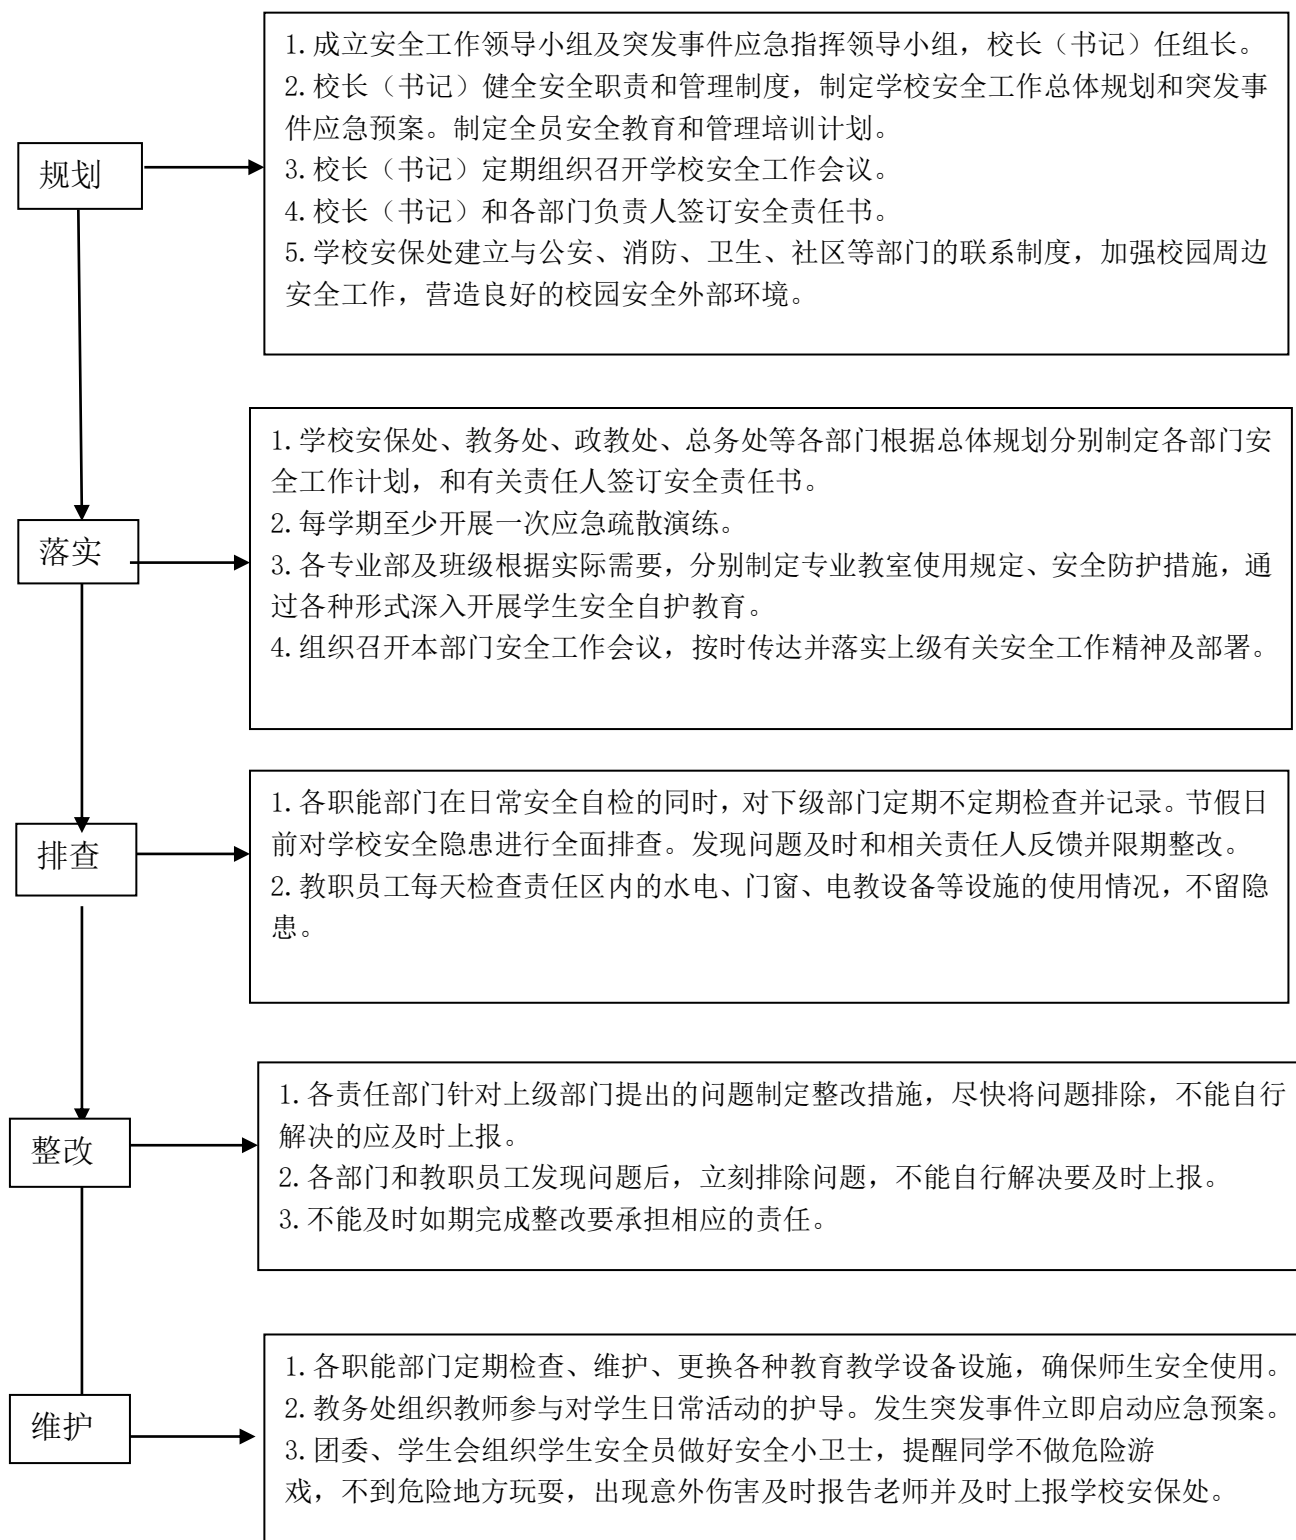 规划
1.成立安全工作领导小组及突发事件应急指挥领导小组，校长（书记）任组长。
2.校长（书记）健全安全职责和管理制度，制定学校安全工作总体规划和突发事
件应急预案。制定全员安全教育和管理培训计划。
3.校长（书记）定期组织召开学校安全工作会议。
4.校长（书记）和各部门负责人签订安全责任书。
5.学校安保处建立与公安、消防、卫生、社区等部门的联系制度，加强校园周边
安全工作，营造良好的校园安全外部环境。
落实
1.学校安保处、教务处、政教处、总务处等各部门根据总体规划分别制定各部门安
全工作计划，和有关责任人签订安全责任书。
2.每学期至少开展一次应急疏散演练。
3.各专业部及班级根据实际需要，分别制定专业教室使用规定、安全防护措施，通
过各种形式深入开展学生安全自护教育。
4.组织召开本部门安全工作会议，按时传达并落实上级有关安全工作精神及部署。
排查
1.各职能部门在日常安全自检的同时，对下级部门定期不定期检查并记录。节假日
前对学校安全隐患进行全面排查。发现问题及时和相关责任人反馈并限期整改。
2.教职员工每天检查责任区内的水电、门窗、电教设备等设施的使用情况，不留隐
患。
整改
1.各责任部门针对上级部门提出的问题制定整改措施，尽快将问题排除，不能自行
解决的应及时上报。
2.各部门和教职员工发现问题后，立刻排除问题，不能自行解决要及时上报。
3.不能及时如期完成整改要承担相应的责任。
维护
1.各职能部门定期检查、维护、更换各种教育教学设备设施，确保师生安全使用。
2.教务处组织教师参与对学生日常活动的护导。发生突发事件立即启动应急预案。
3.团委、学生会组织学生安全员做好安全小卫士，提醒同学不做危险游
戏，不到危险地方玩耍，出现意外伤害及时报告老师并及时上报学校安保处。